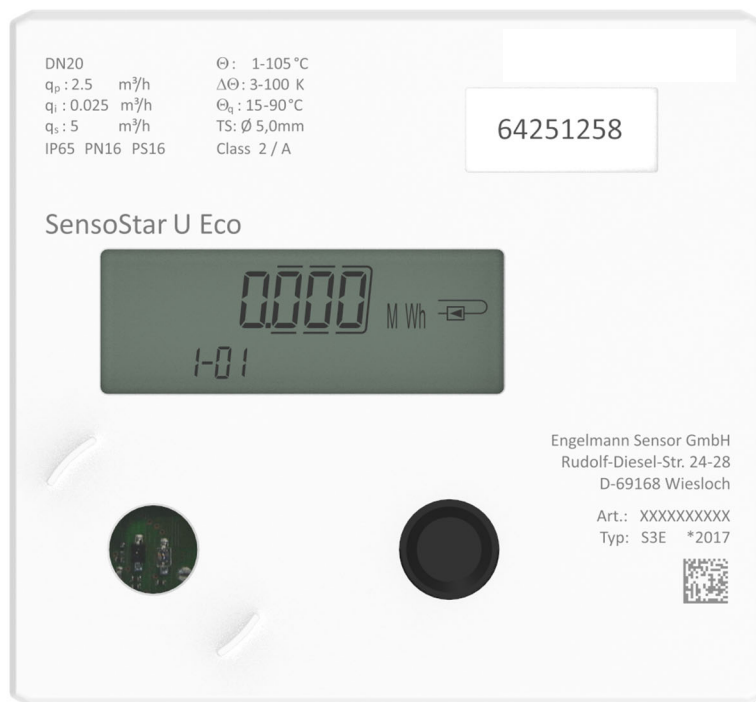 DN20
qp : 2.5 m³/h
qi : 0.025 m³/h
qs : 5 m³/h
IP65 PN16 PS16
Θ : 1-105 °C
ΔΘ : 3-100 K
Θq : 15-90°C
TS: Ø 5,0mm
Class 2 / A
64251258
SensoStar U Eco
0.000 M Wh
1-01
Engelmann Sensor GmbH
Rudolf-Diesel-Str. 24-28
D-69168 Wiesloch
Art.: XXXXXXXXXX
Typ: S3E *2017